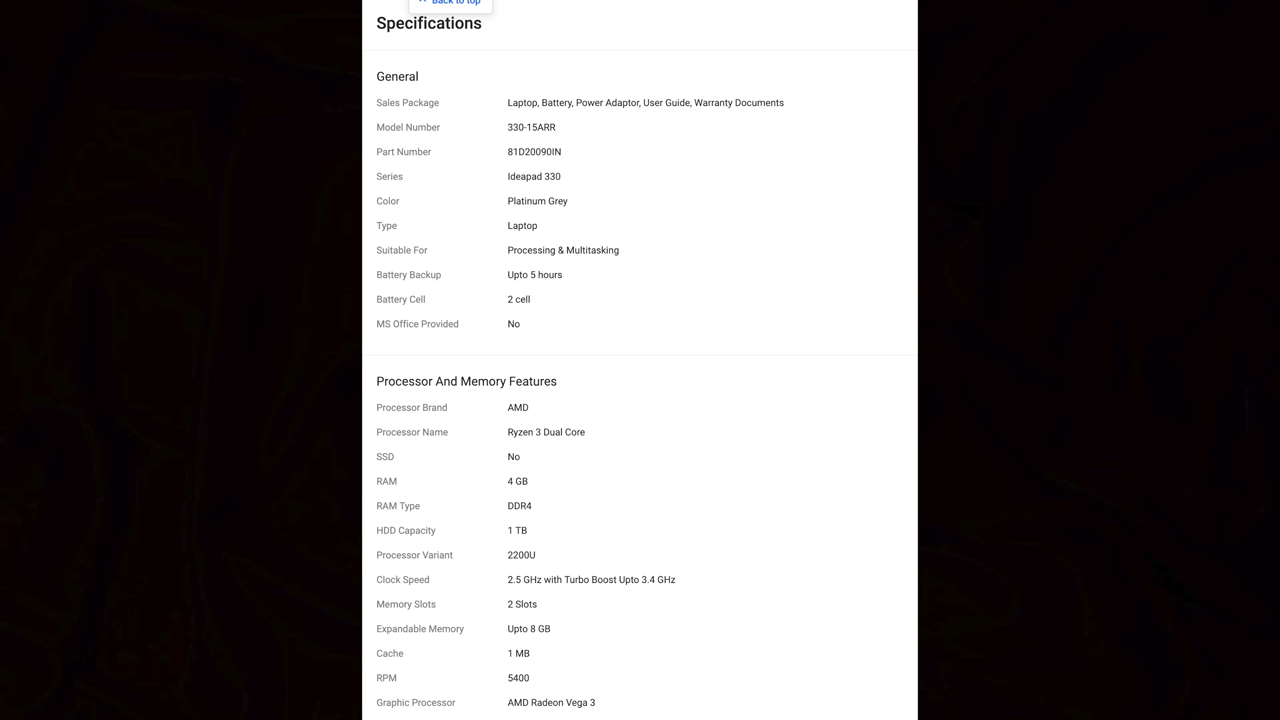 Back to top
Specifications
General
Sales Package Laptop, Battery, Power Adaptor, User Guide, Warranty Documents
Model Number 330-15ARR
Part Number 81D20090IN
Series Ideapad 330
Color Platinum Grey
Type Laptop
Suitable For Processing & Multitasking
Battery Backup Upto 5 hours
Battery Cell 2 cell
MS Office Provided No
Processor And Memory Features
Processor Brand AMD
Processor Name Ryzen 3 Dual Core
SSD No
RAM 4 GB
RAM Type DDR4
HDD Capacity 1 TB
Processor Variant 2200U
Clock Speed 2.5 GHz with Turbo Boost Upto 3.4 GHz
Memory Slots 2 Slots
Expandable Memory Upto 8 GB
Cache 1 MB
RPM 5400
Graphic Processor AMD Radeon Vega 3